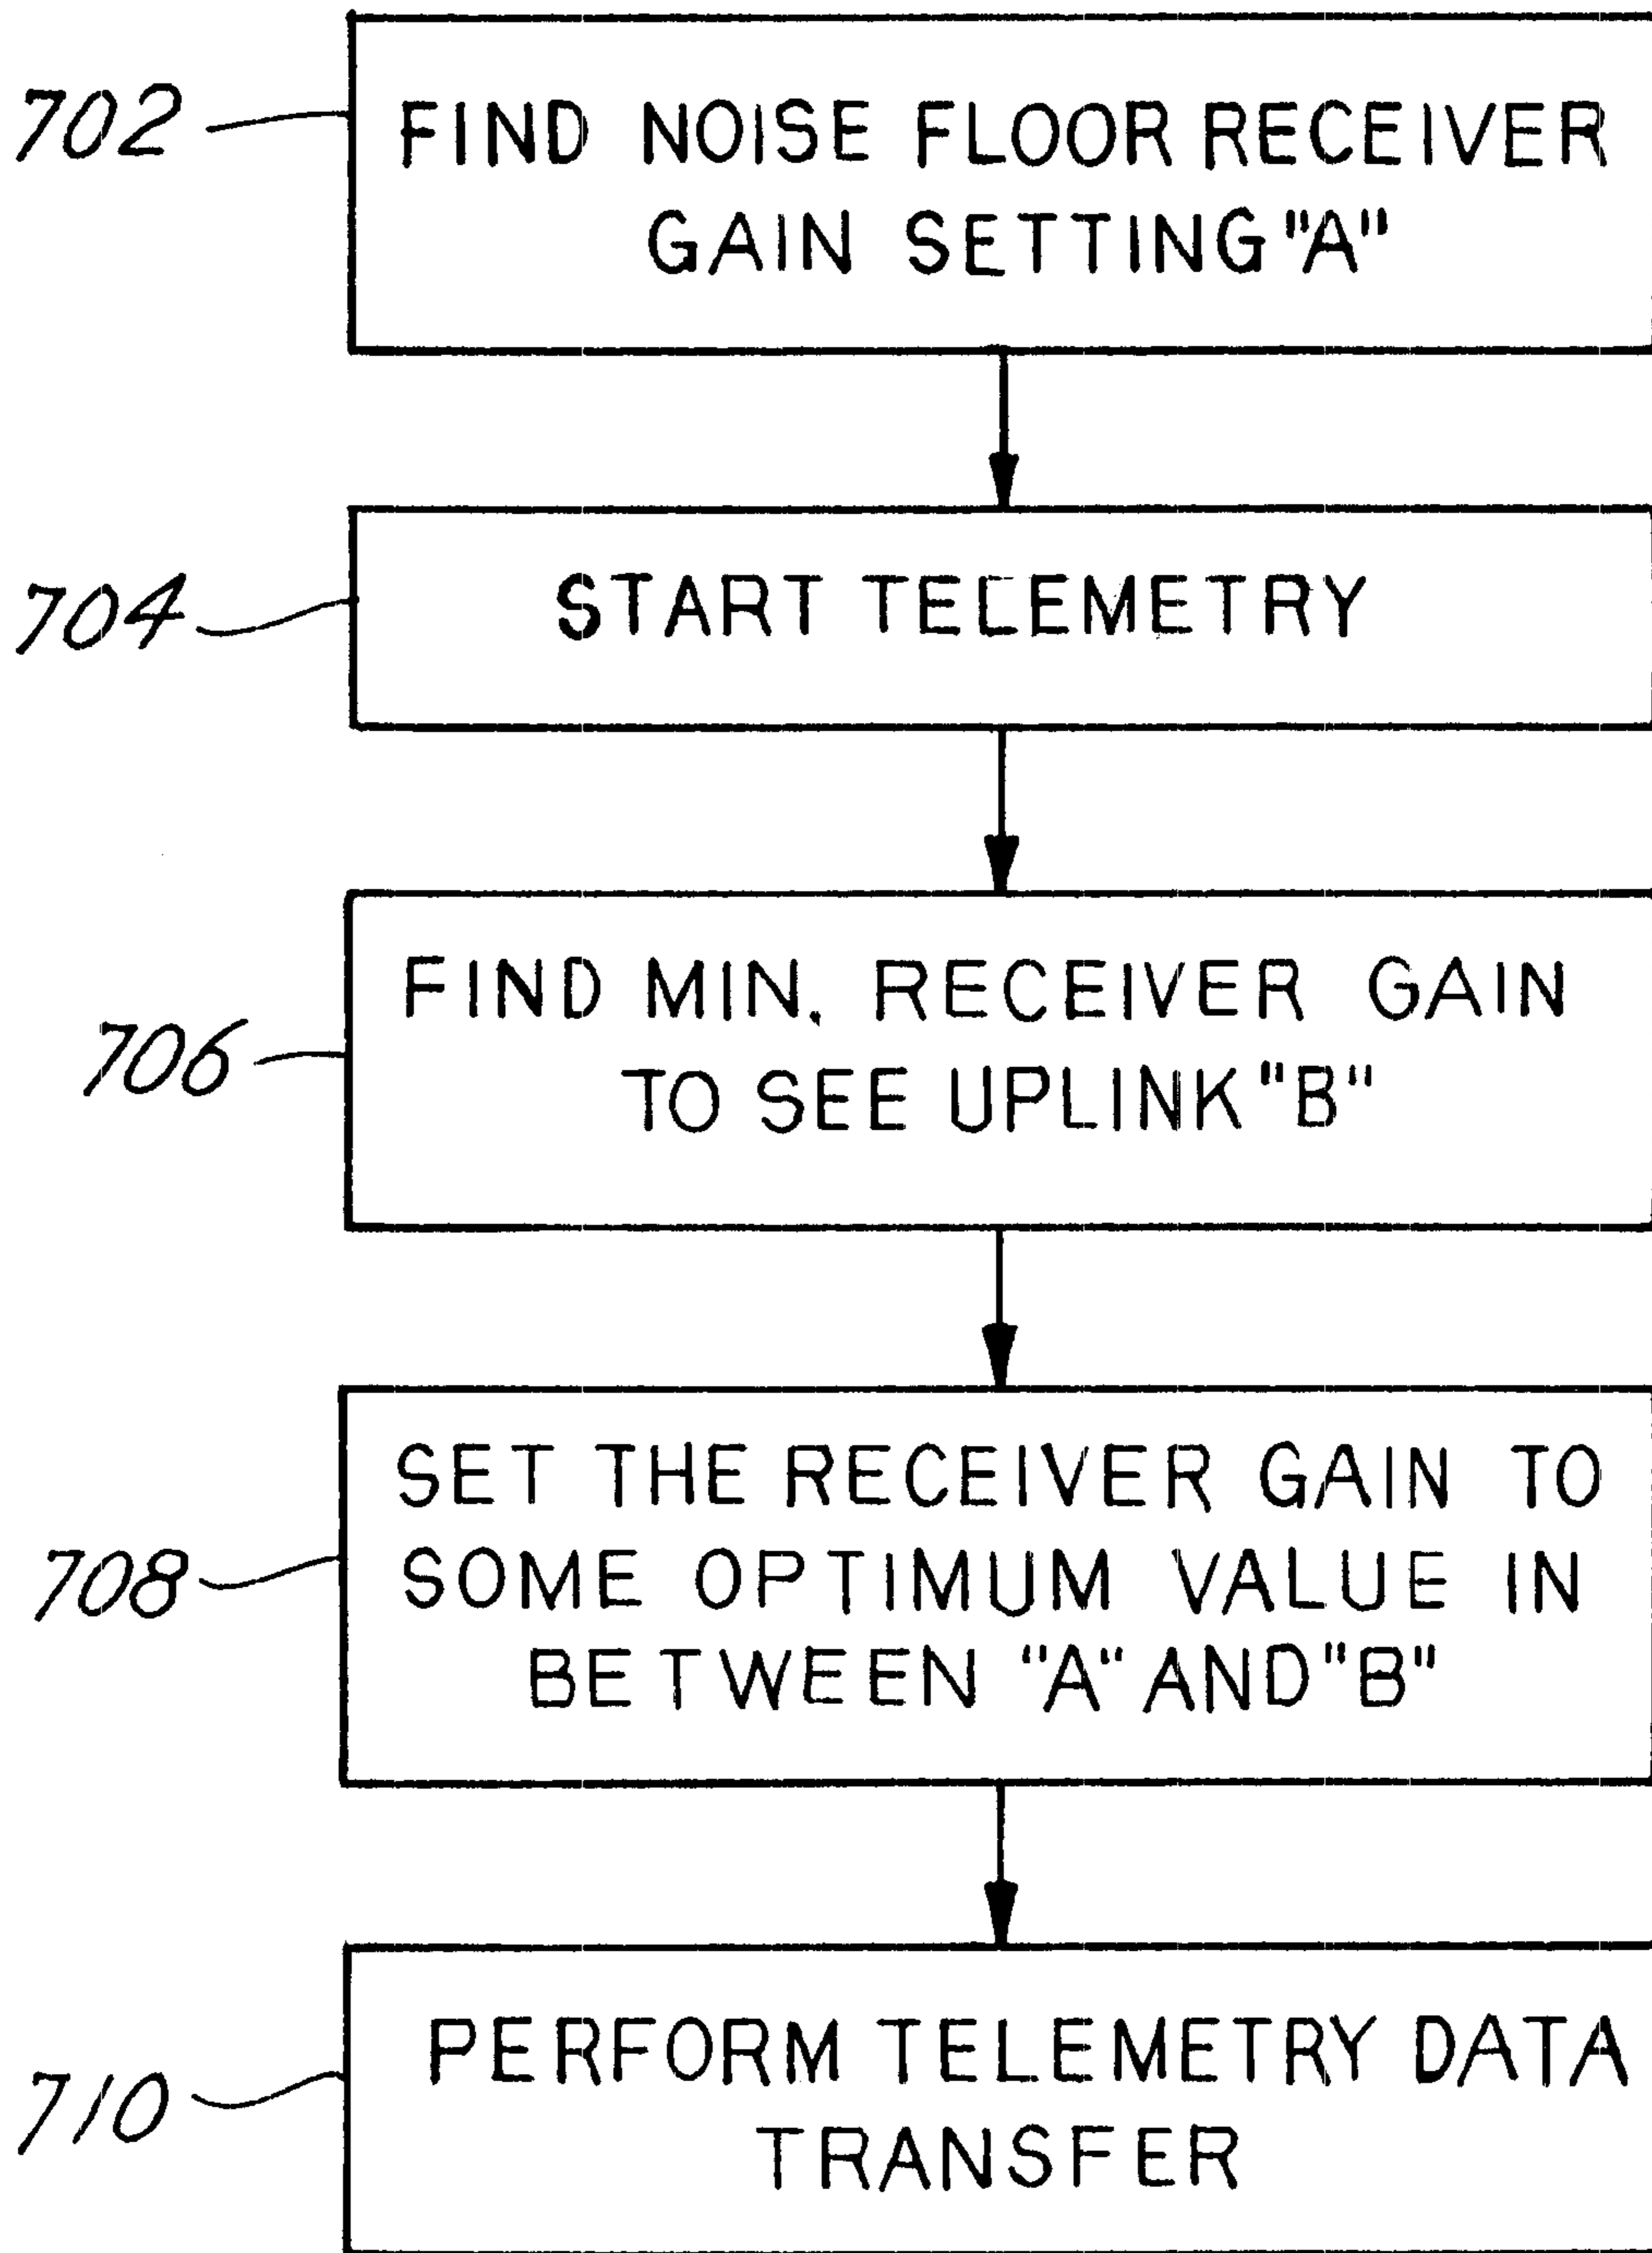 702
FIND NOISE FLOOR RECEIVER
GAIN SETTING "A"
704
START TELEMETRY
706
FIND MIN. RECEIVER GAIN
TO SEE UPLINK "B"
708
SET THE RECEIVER GAIN TO
SOME OPTIMUM VALUE IN
BETWEEN "A" AND "B"
710
PERFORM TELEMETRY DATA
TRANSFER